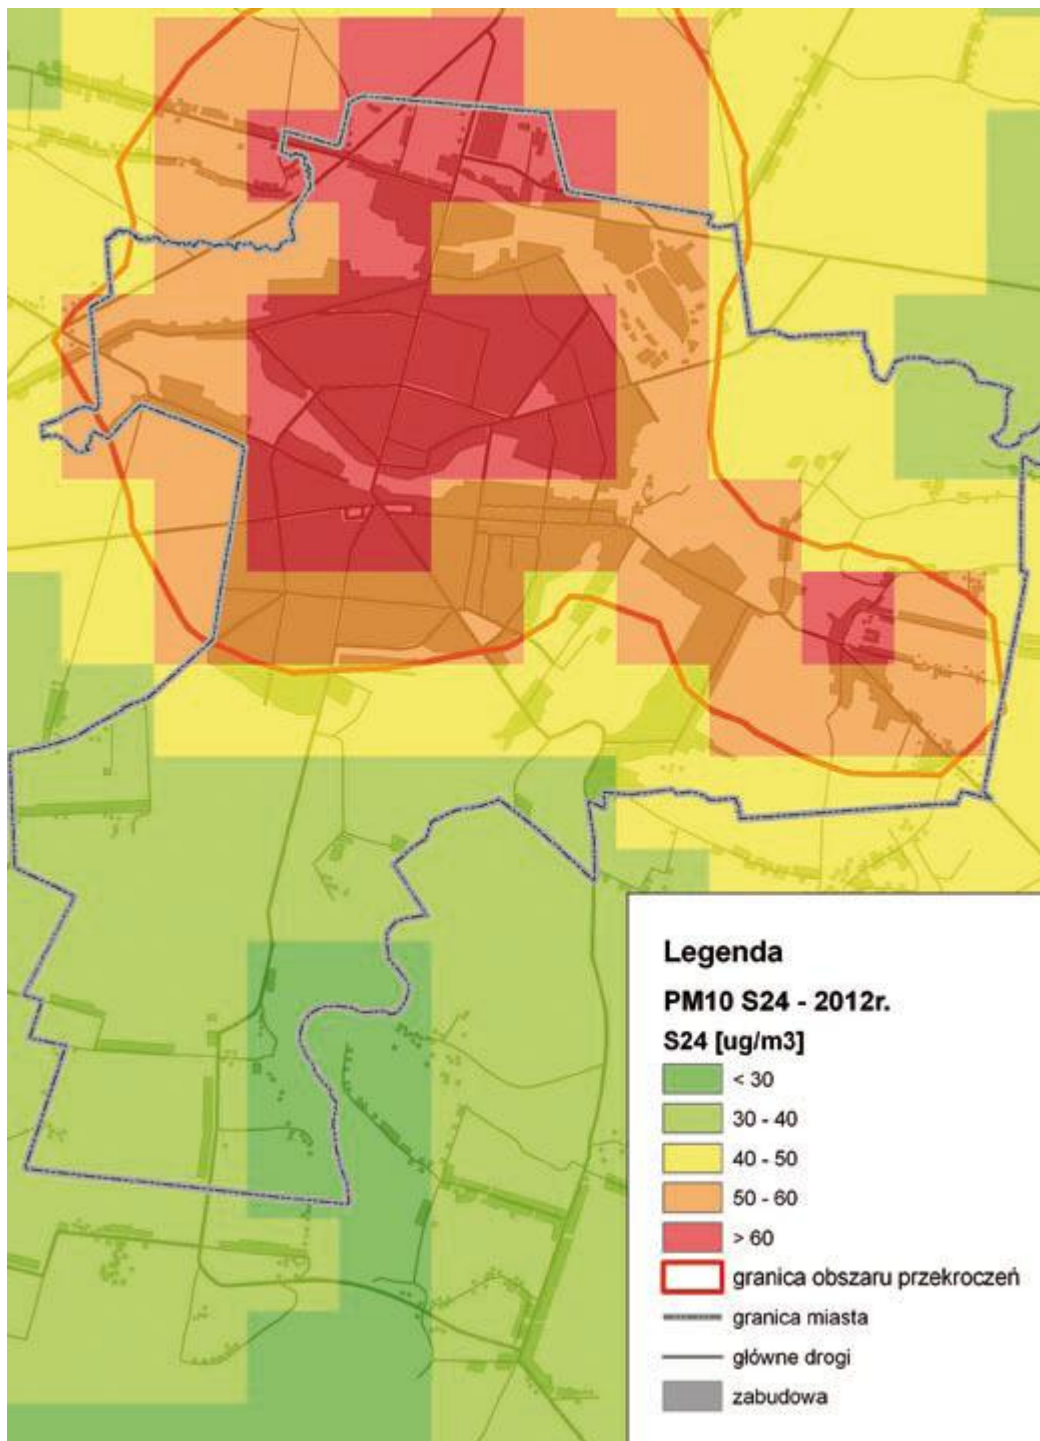 Legenda
PM10 S24 - 2012r.
S24 [ug/m3]
< 30
30 - 40
40 - 50
50 - 60
> 60
granica obszaru przekroczeń
granica miasta
główne drogi
zabudowa